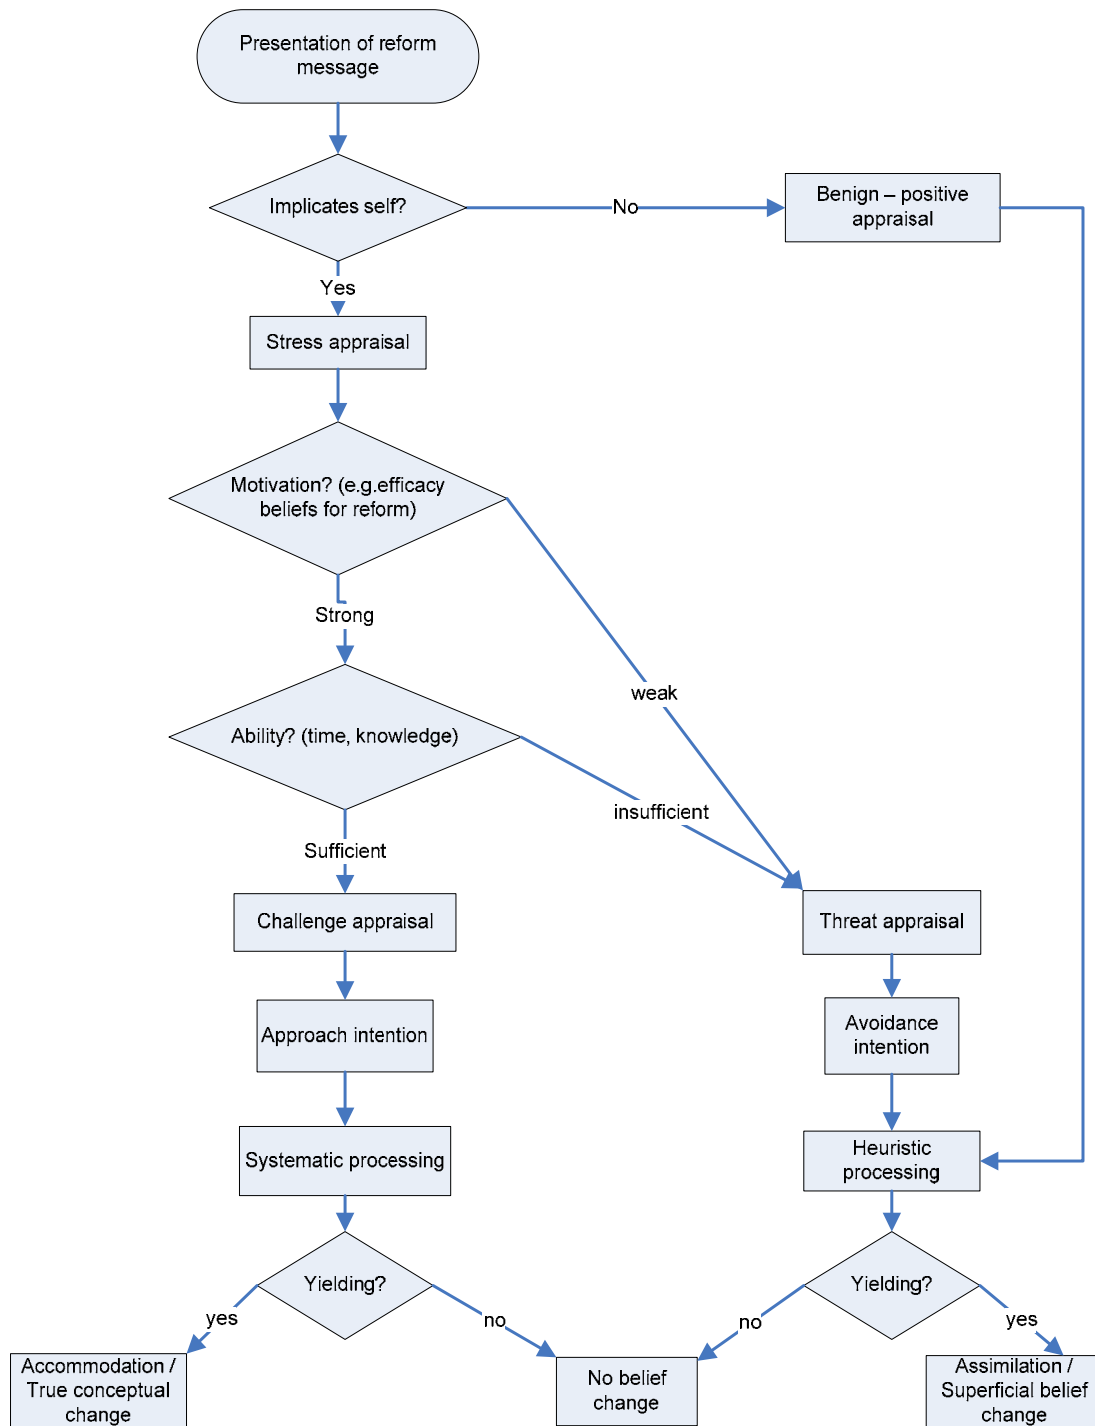 Presentation of reform
message
Implicates self?
No
Benign – positive
appraisal
Yes
Stress appraisal
Motivation? (e.g.efficacy
beliefs for reform)
Strong
weak
Ability? (time, knowledge)
insufficient
Sufficient
Challenge appraisal
Threat appraisal
Approach intention
Avoidance
intention
Systematic processing
Heuristic
processing
Yielding?
Yielding?
yes
no
no
yes
Accommodation /
True conceptual
change
No belief
change
Assimilation /
Superficial belief
change